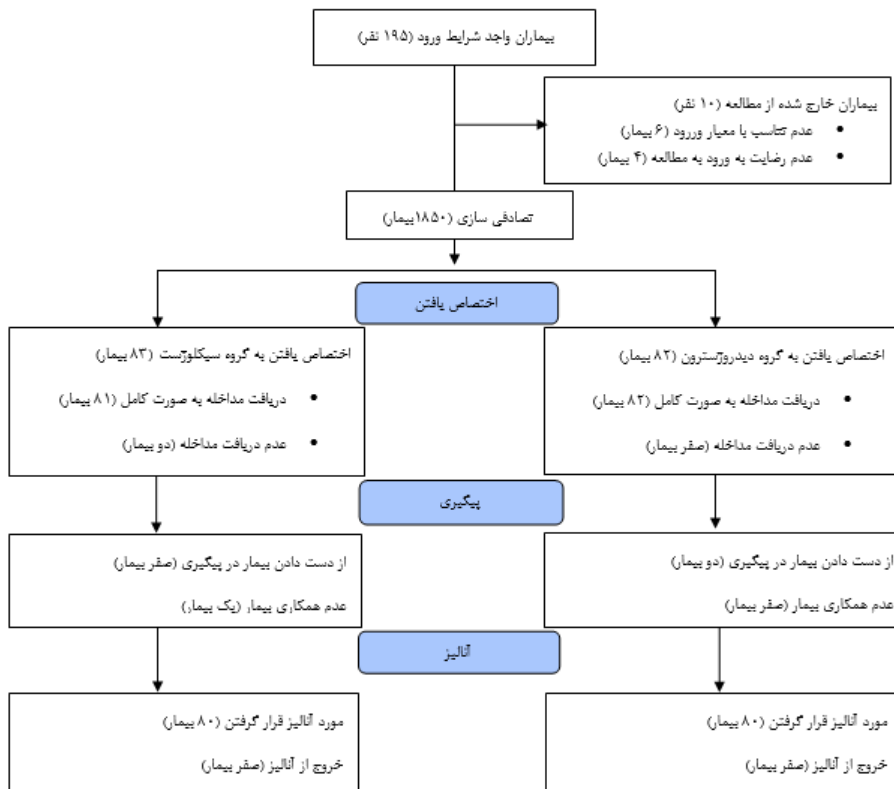 بیماران واجد شرایط ورود (۱۹۵ نفر)
بیماران خارج شده از مطالعه (۱۰ نفر)
• عدم تتاسب با معیار وررود (۶ بیمار)
• عدم رضایت به ورود به مطالعه (۴ بیمار)
تصادفی سازی (۱۸۵۰بیمار)
اختصاص یافتن
اختصاص یافتن به گروه دیدروژسترون (۸۲ بیمار)
• دریافت مداخله به صورت کامل (۸۲ بیمار)
• عدم دریافت مداخله (صفر بیمار)
اختصاص یافتن به گروه سیکلوژست (۸۳ بیمار)
• دریافت مداخله به صورت کامل (۸۱ بیمار)
• عدم دریافت مداخله (دو بیمار)
پیگیری
از دست دادن بیمار در پیگیری (دو بیمار)
عدم همکاری بیمار (صفر بیمار)
از دست دادن بیمار در پیگیری (صفر بیمار)
عدم همکاری بیمار (یک بیمار)
آنالیز
مورد آنالیز قرار گرفتن (۸۰ بیمار)
خروج از آنالیز (صفر بیمار)
مورد آنالیز قرار گرفتن (۸۰ بیمار)
خروج از آنالیز (صفر بیمار)